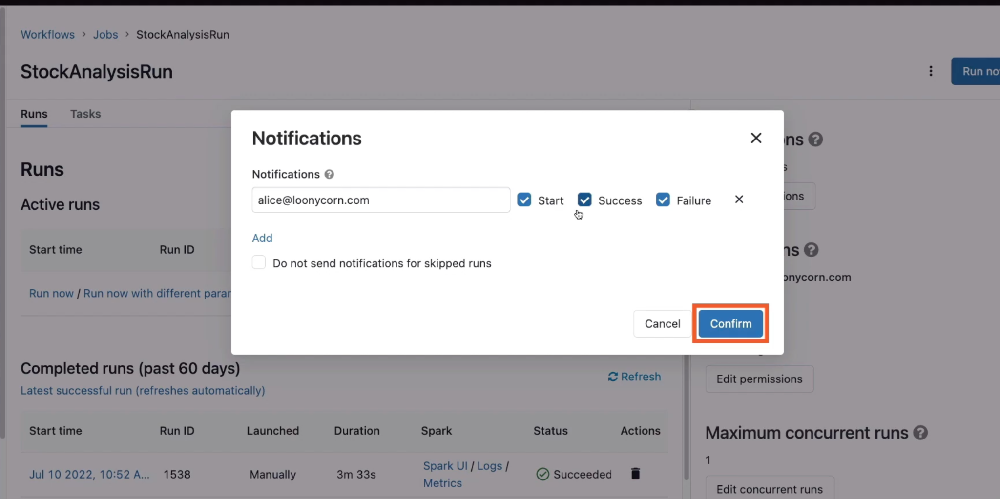 Workflows > Jobs > StockAnalysisRun
StockAnalysisRun
Run no
Runs Tasks
Runs
Active runs
Start time Run ID
Run now / Run now with different parar
Notifications
Notifications
alice@loonycorn.com Start Success Failure
Add
Do not send notifications for skipped runs
Cancel Confirm
ons
s
ions
ns
onycorn.com
Edit permissions
Completed runs (past 60 days)
Refresh
Latest successful run (refreshes automatically)
Start time Run ID Launched Duration Spark Status Actions
Jul 10 2022, 10:52 A... 1538 Manually 3m 33s Spark UI / Logs / Succeeded
Metrics
Maximum concurrent runs
1
Edit concurrent runs